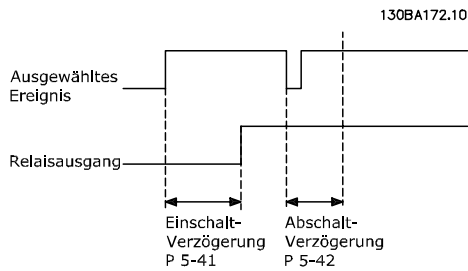 130BA172.10
Ausgewähltes
Ereignis
Relaisausgang
Einschalt-
Verzögerung
P 5-41
Abschalt-
Verzögerung
P 5-42